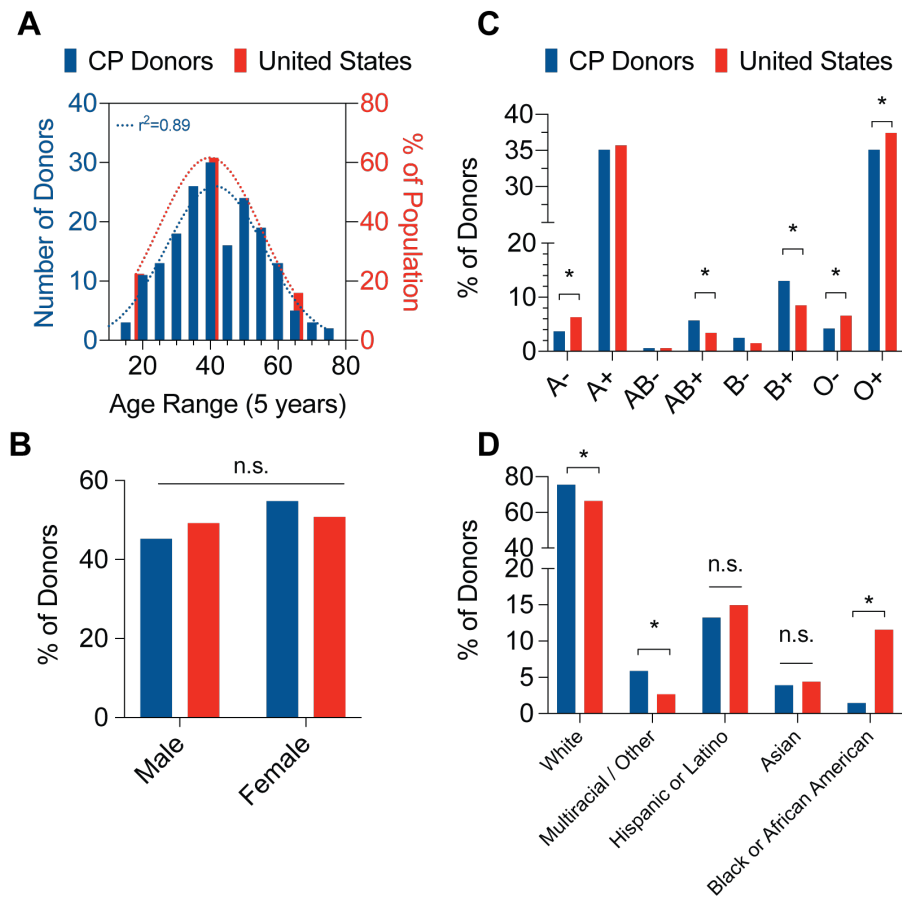 A
CP Donors United States
Number of Donors
40
30
20
10
0
r²=0.89
80
60
40
20
0
% of Population
20 40 60 80
Age Range (5 years)
B
n.s.
% of Donors
60
40
20
0
Male
Female
C
CP Donors United States
% of Donors
40
35
30
20
10
0
*
*
*
*
*
A-
A+
AB-
AB+
B-
B+
O-
O+
D
% of Donors
80
60
40
20
15
10
5
0
*
*
n.s.
n.s.
*
White
Multiracial / Other
Hispanic or Latino
Asian
Black or African American